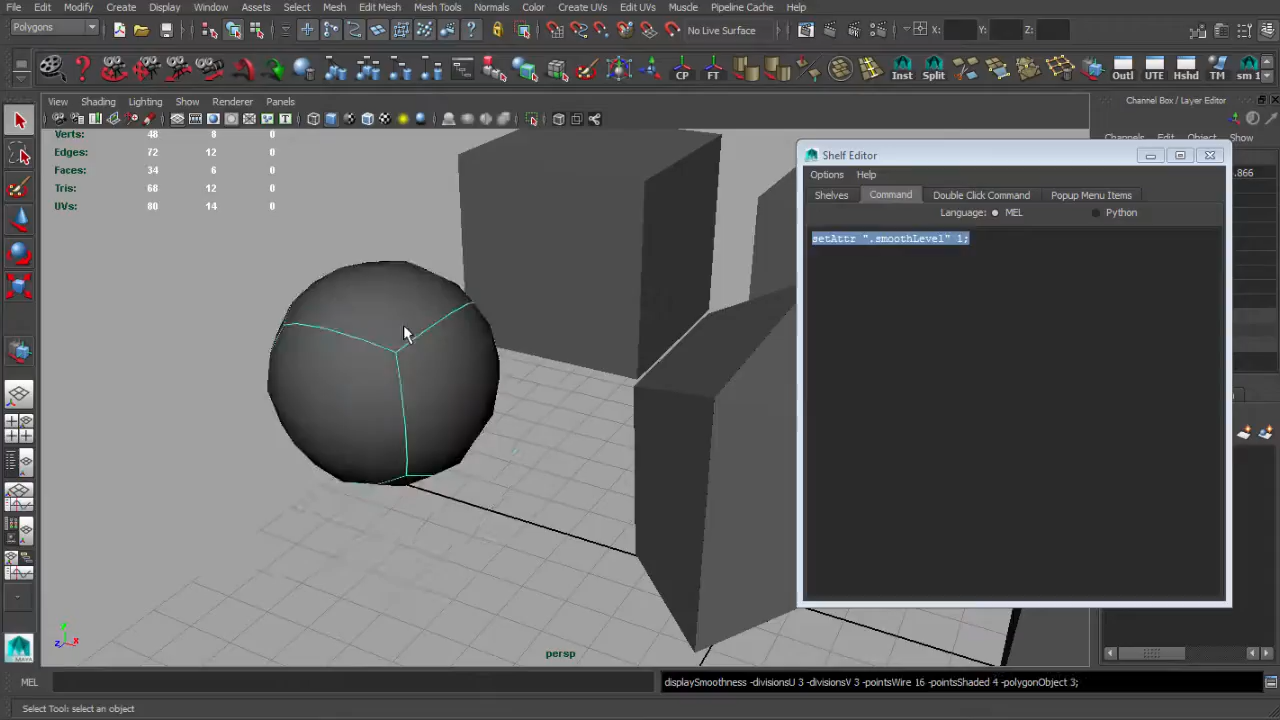 File Edit Modify Create Display Window Assets Select Mesh Edit Mesh Mesh Tools Normals Color Create UVs Edit UVs Muscle Pipeline Cache Help
Polygons No Live Surface X: Y: Z:
CP FT Inst Split Outl UTE Hshd TM sm 1
View Shading Lighting Show Renderer Panels
Channel Box / Layer Editor
Channels Edit Object Show
Verts: 48 8 0
Edges: 72 12 0
Faces: 34 6 0
Tris: 68 12 0
UVs: 80 14 0
.866
Shelf Editor
Options Help
Shelves Command Double Click Command Popup Menu Items
Language: MEL Python
setAttr ".smoothLevel" 1;
y
z x
persp
MAYA
MEL displaySmoothness -divisionsU 3 -divisionsV 3 -pointsWire 16 -pointsShaded 4 -polygonObject 3;
Select Tool: select an object